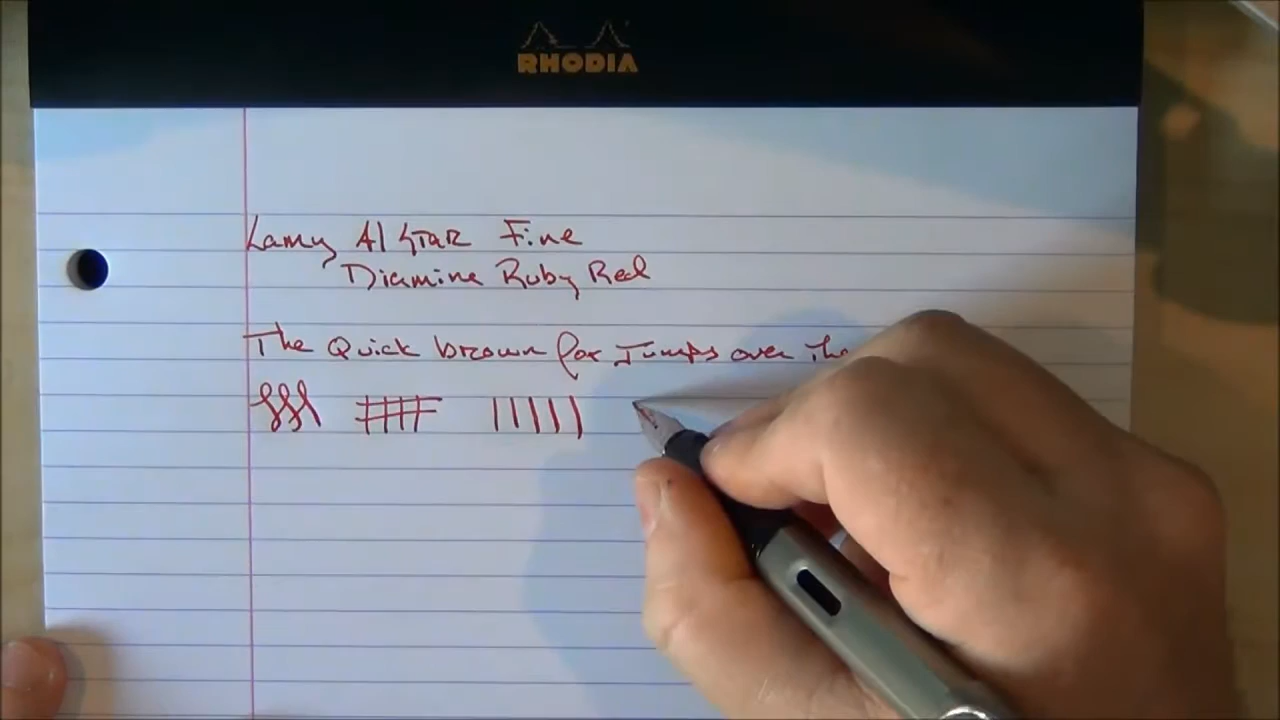 RHODIA
Lamy Al Star Fine
Diamine Ruby Red
The Quick brown fox Jumps over The